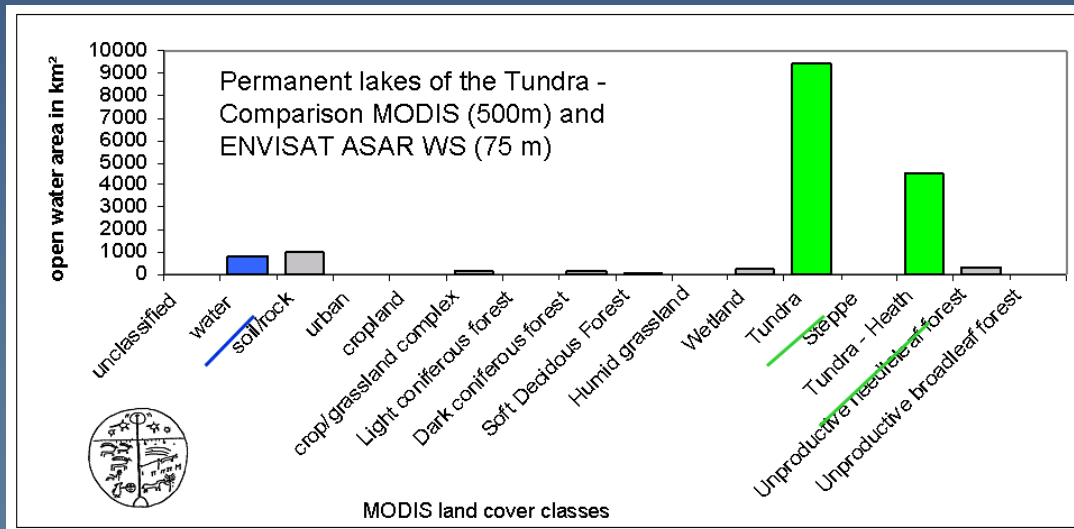 10000
9000
8000
7000
6000
5000
4000
3000
2000
1000
0
open water area in km²
Permanent lakes of the Tundra -
Comparison MODIS (500m) and
ENVISAT ASAR WS (75 m)
unclassified
water
soil/rock
urban
cropland
crop/grassland complex
Light coniferous forest
Dark coniferous forest
Soft Decidous Forest
Humid grassland
Wetland
Tundra
Steppe
Tundra - Heath
Unproductive needleleaf forest
Unproductive broadleaf forest
MODIS land cover classes